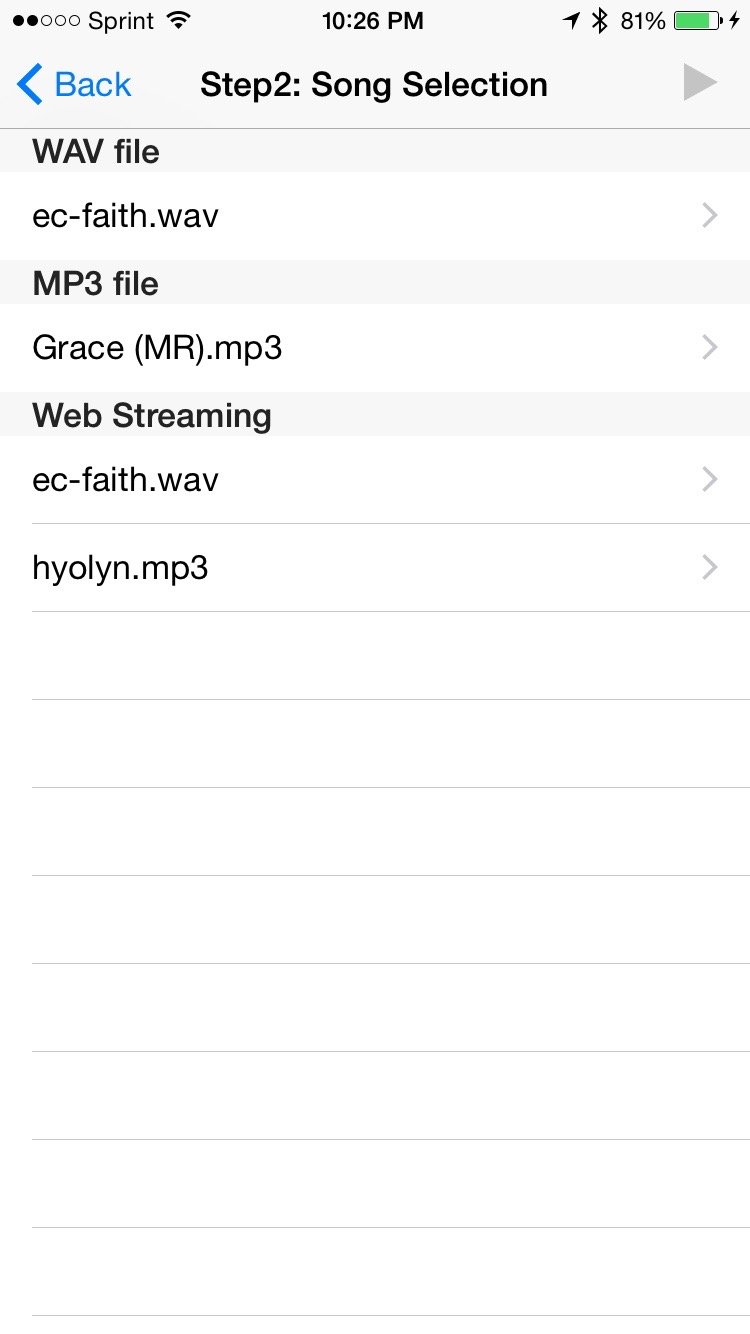 Sprint 10:26 PM 81%
Back Step2: Song Selection
WAV file
ec-faith.wav
MP3 file
Grace (MR).mp3
Web Streaming
ec-faith.wav
hyolyn.mp3